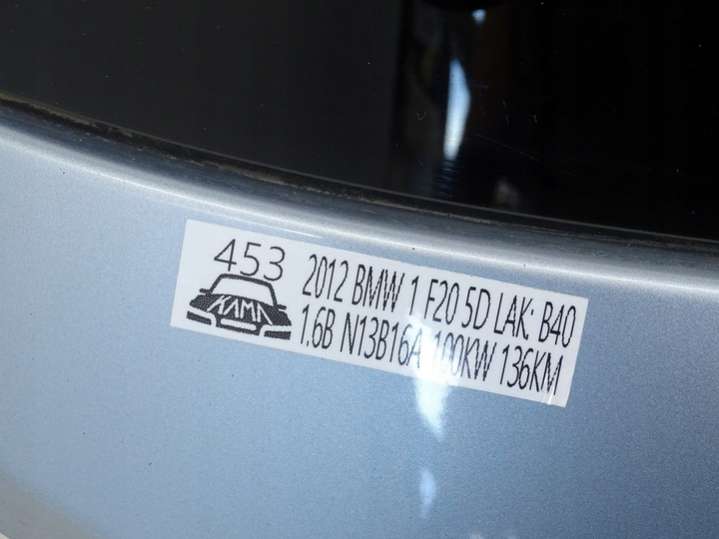 453
KAMA
2012 BMW 1 F20 5D LAK: B40
1.6B N13B16A 100KW 136KM